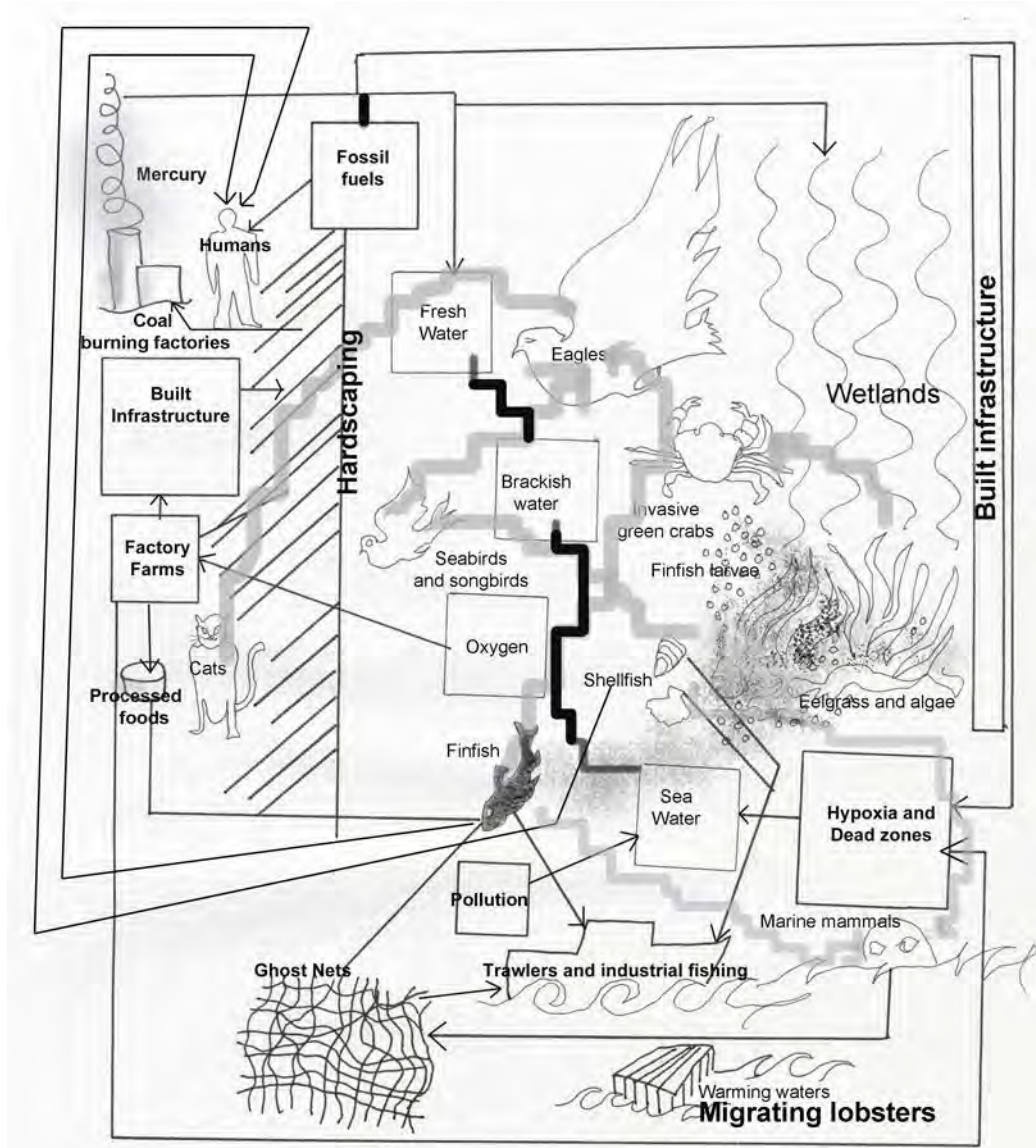 Fossil
fuels
Mercury
Humans
Coal
burning factories
Fresh
Water
Eagles
Built
Infrastructure
Hardscaping
Wetlands
Built infrastructure
Brackish
water
Invasive
green crabs
Seabirds
and songbirds
Finfish larvae
Factory
Farms
Oxygen
Cats
Shellfish
Processed
foods
Eelgrass and algae
Finfish
Sea
Water
Hypoxia and
Dead zones
Pollution
Marine mammals
Ghost Nets
Trawlers and industrial fishing
Warming waters
Migrating lobsters